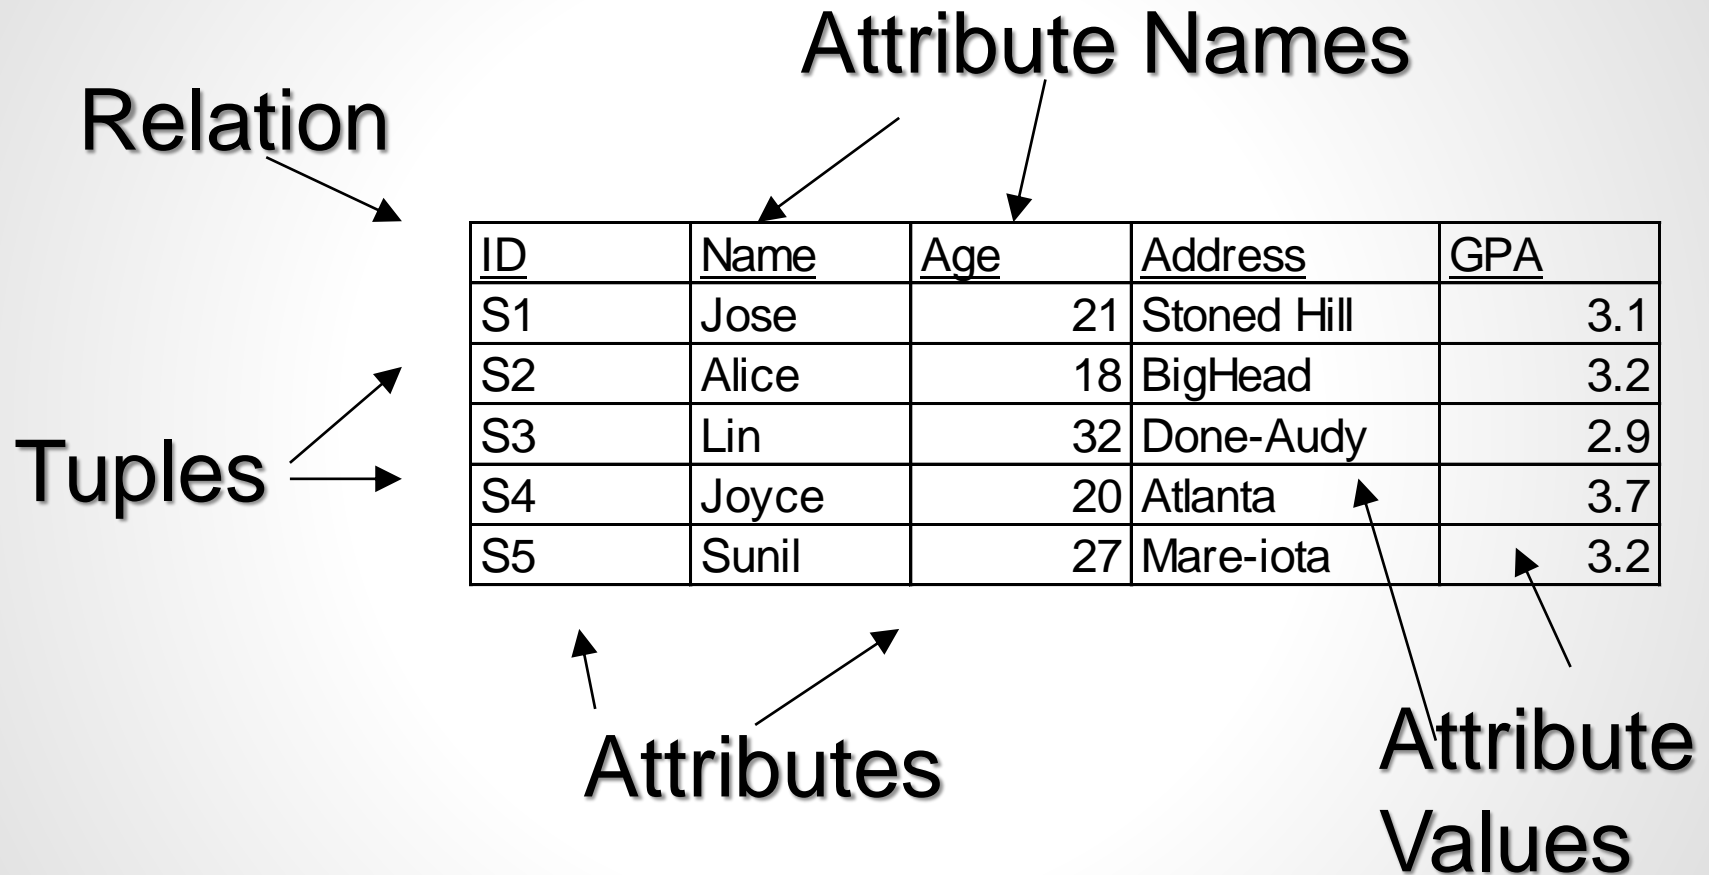 Attribute Names
Relation
ID Name Age Address GPA
S1 Jose 21 Stoned Hill 3.1
S2 Alice 18 BigHead 3.2
S3 Lin 32 Done-Audy 2.9
S4 Joyce 20 Atlanta 3.7
S5 Sunil 27 Mare-iota 3.2
Tuples
Attributes
Attribute
Values